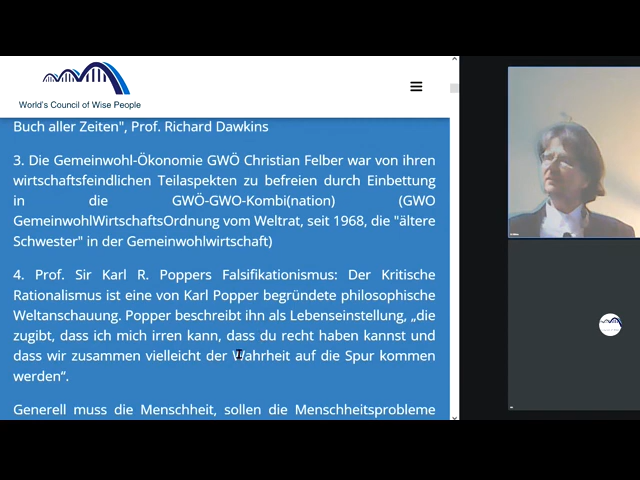 World's Council of Wise People
Buch aller Zeiten", Prof. Richard Dawkins
3. Die Gemeinwohl-Ökonomie GWÖ Christian Felber war von ihren
wirtschaftsfeindlichen Teilaspekten zu befreien durch Einbettung
in die GWÖ-GWO-Kombi(nation) (GWO
GemeinwohlWirtschaftsOrdnung vom Weltrat, seit 1968, die "ältere
Schwester" in der Gemeinwohlwirtschaft)
4. Prof. Sir Karl R. Poppers Falsifikationismus: Der Kritische
Rationalismus ist eine von Karl Popper begründete philosophische
Weltanschauung. Popper beschreibt ihn als Lebenseinstellung, „die
zugibt, dass ich mich irren kann, dass du recht haben kannst und
dass wir zusammen vielleicht der Wahrheit auf die Spur kommen
werden“.
Generell muss die Menschheit, sollen die Menschheitsprobleme